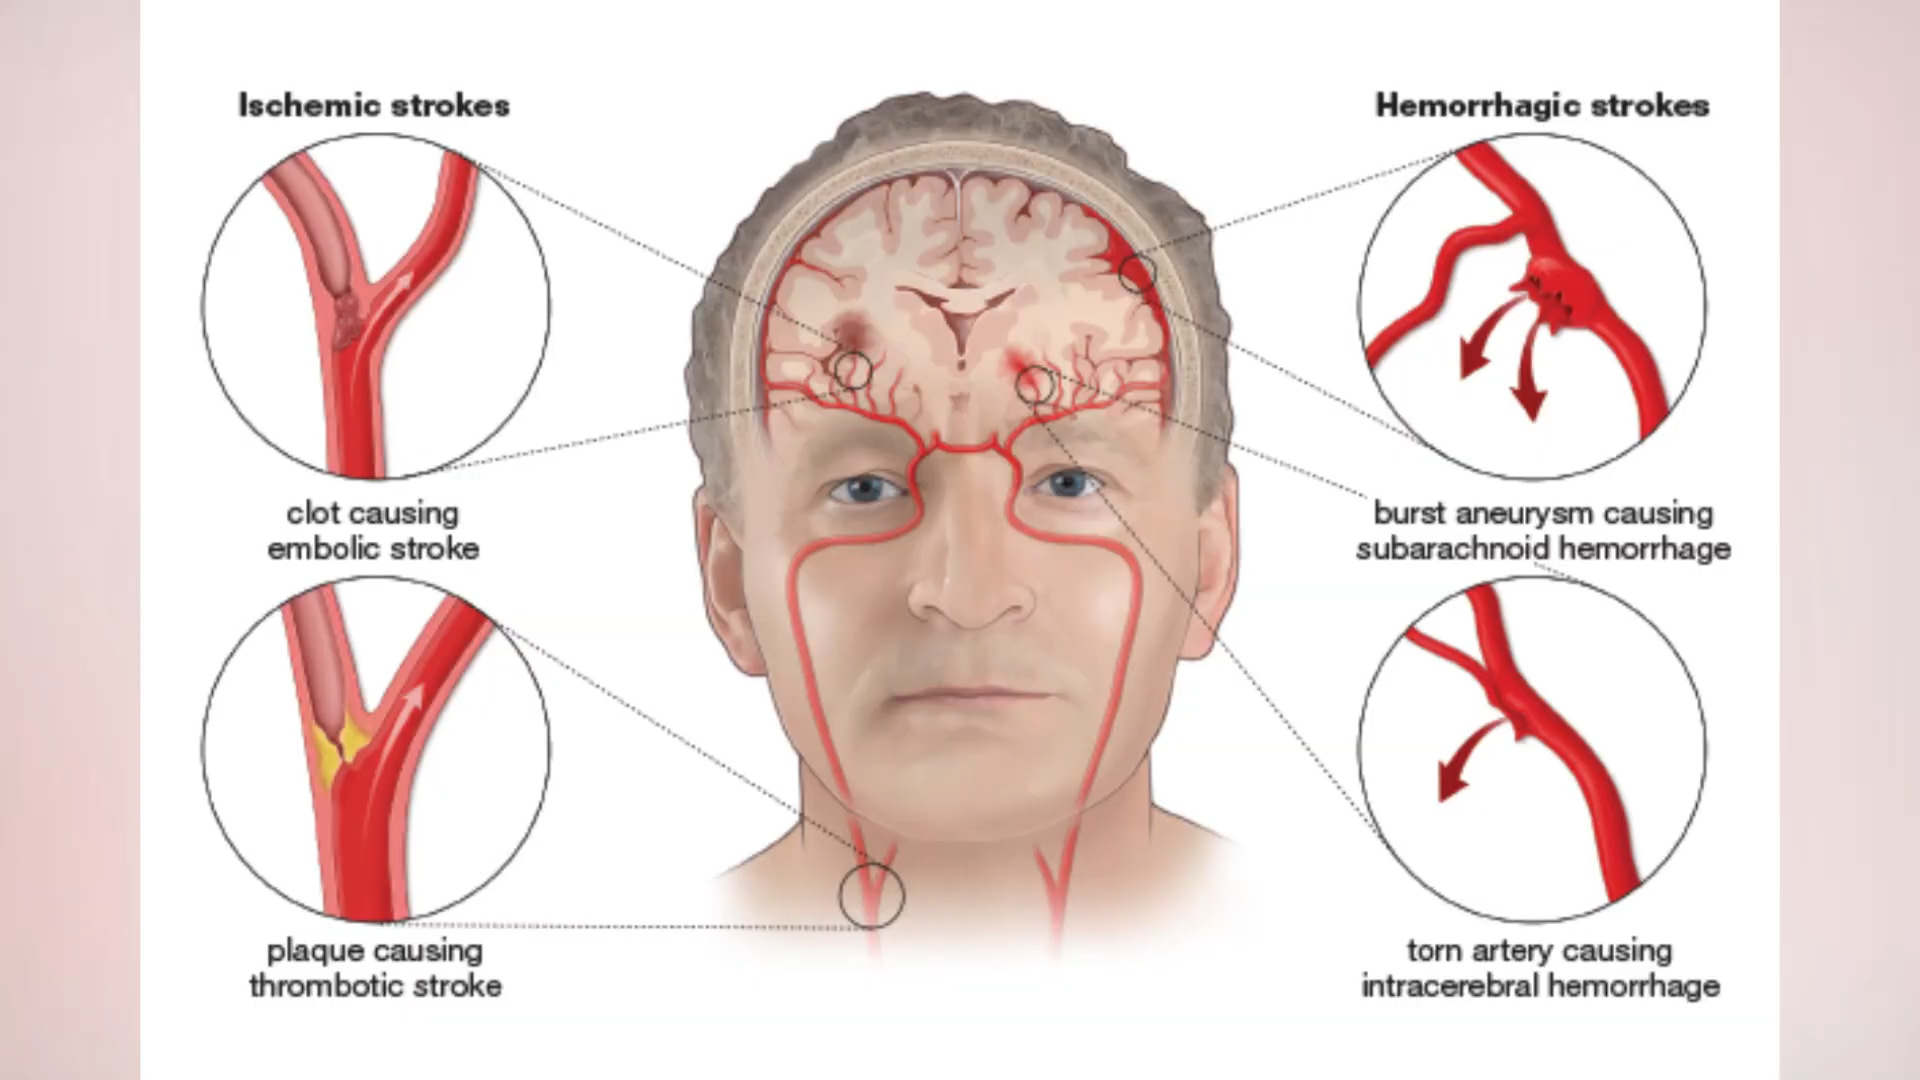 Ischemic strokes
clot causing
embolic stroke
plaque causing
thrombotic stroke
Hemorrhagic strokes
burst aneurysm causing
subarachnoid hemorrhage
torn artery causing
intracerebral hemorrhage